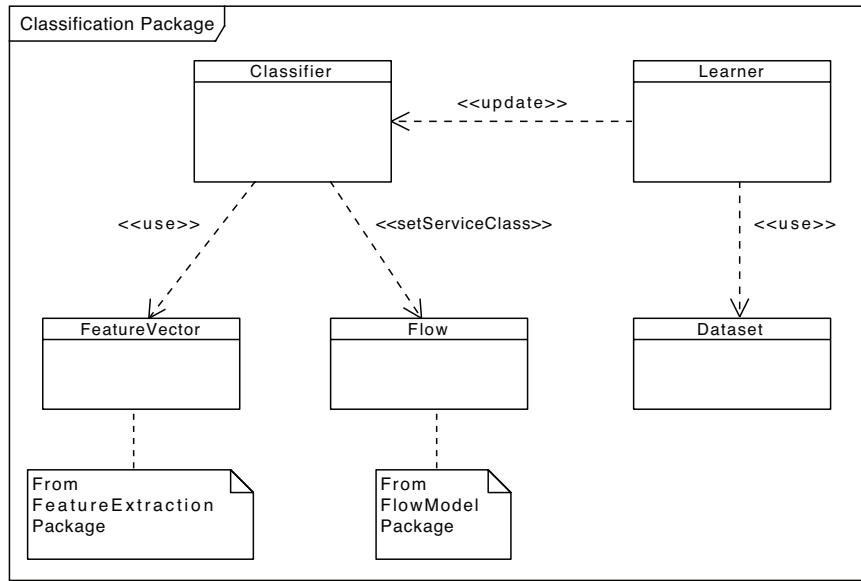 Classification Package
Classifier
Learner
<<update>>
<<use>>
<<setServiceClass>>
<<use>>
FeatureVector
Flow
Dataset
From
FeatureExtraction
Package
From
FlowModel
Package